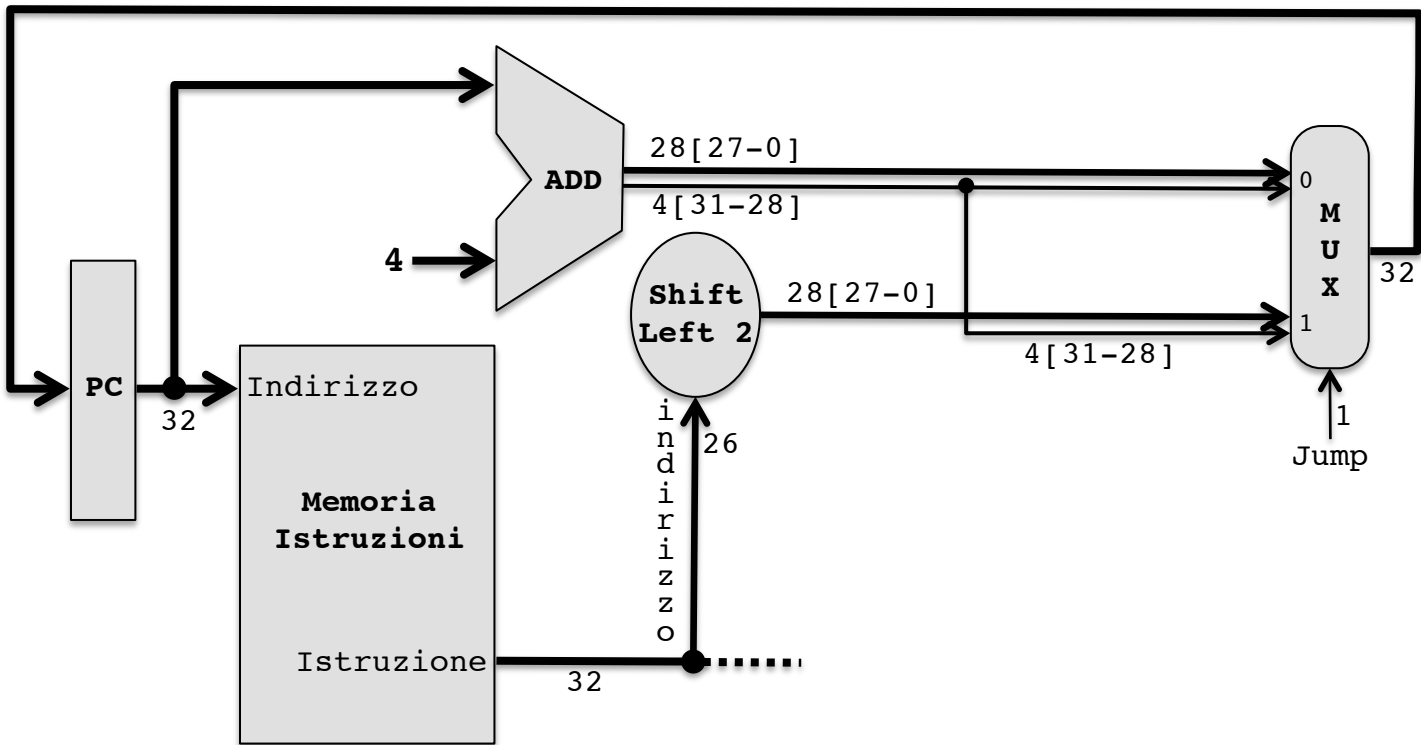 28[27-0]
ADD
4[31-28]
0
M
U
X
4
32
Shift
Left 2
28[27-0]
1
4[31-28]
PC
32
Indirizzo
indirizzo
26
1
Jump
Memoria
Istruzioni
Istruzione
32